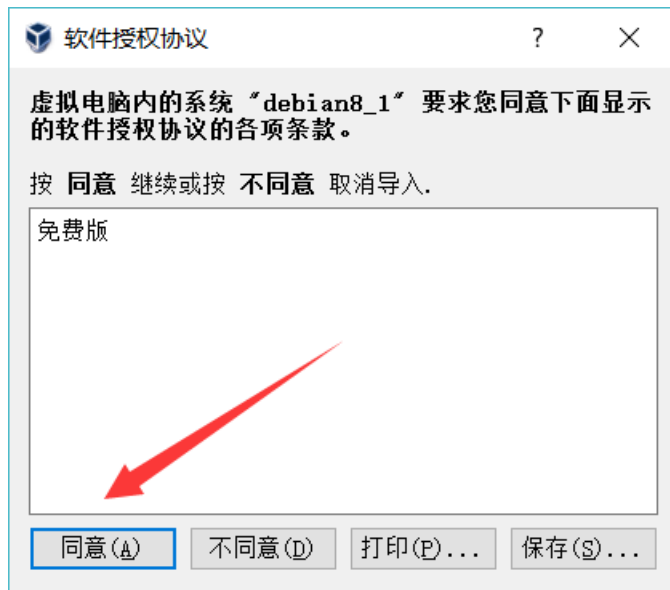 软件授权协议
虚拟电脑内的系统 "debian8_1" 要求您同意下面显示
的软件授权协议的各项条款。
按 同意 继续或按 不同意 取消导入.
免费版
同意(A) 不同意(D) 打印(P)... 保存(S)...